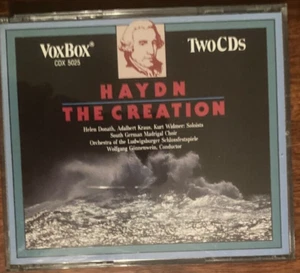 VoxBox® TwoCDs
CDX 5025
HAYDN
THE CREATION
Helen Donath, Adalbert Kraus, Kurt Widmer: Soloists
South German Madrigal Choir
Orchestra of the Ludwigsburger Schlossfestspiele
Wolfgang Gönnenwein, Conductor